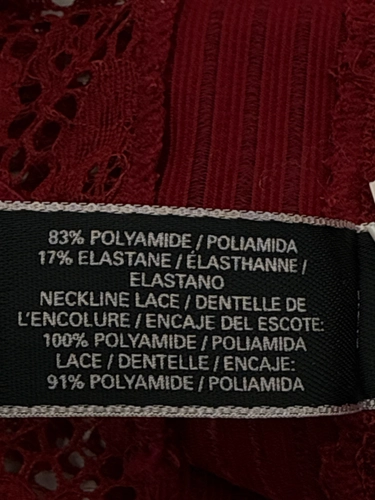 83% POLYAMIDE / POLIAMIDA
17% ELASTANE / ÉLASTHANNE /
ELASTANO
NECKLINE LACE / DENTELLE DE
L'ENCOLURE / ENCAJE DEL ESCOTE:
100% POLYAMIDE / POLIAMIDA
LACE / DENTELLE / ENCAJE:
91% POLYAMIDE / POLIAMIDA